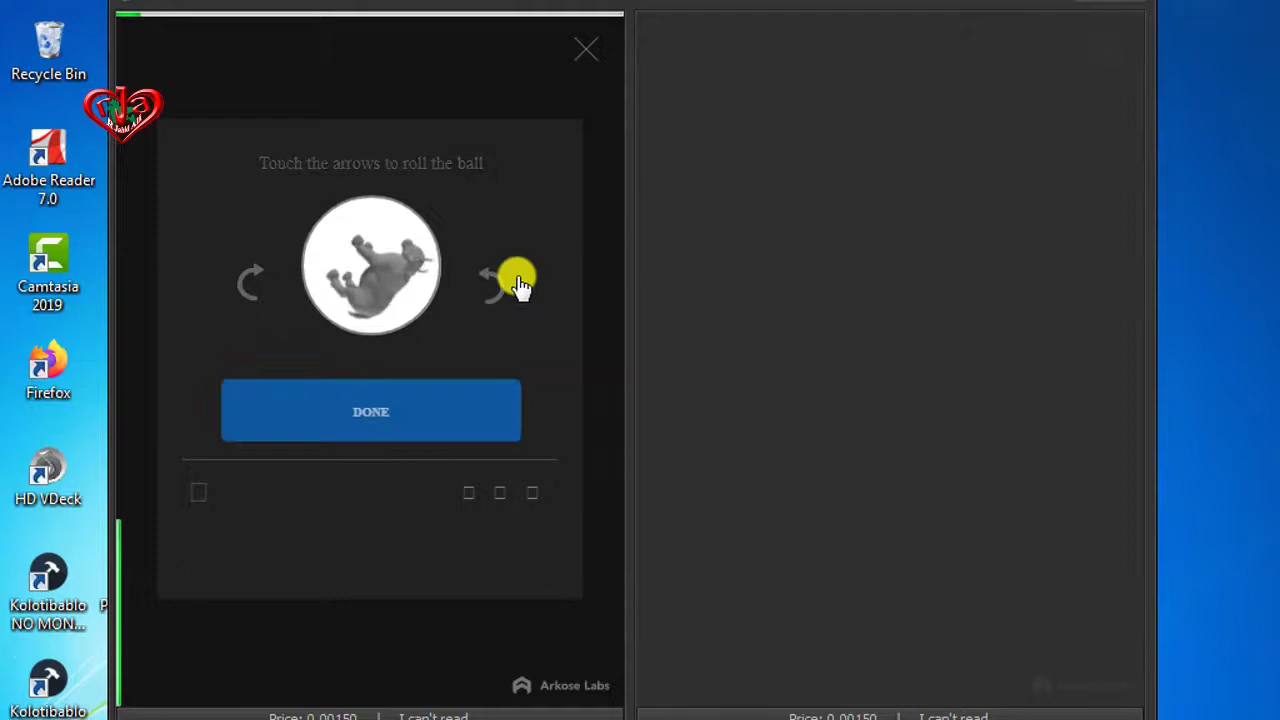 Recycle Bin
Adobe Reader
7.0
Camtasia
2019
Firefox
HD VDeck
Kolotibablo
NO MON...
P
Kolotibablo
Touch the arrows to roll the ball
DONE
Arkose Labs
Price: 0.00150 | I can't read
Price: 0.00150 | I can't read